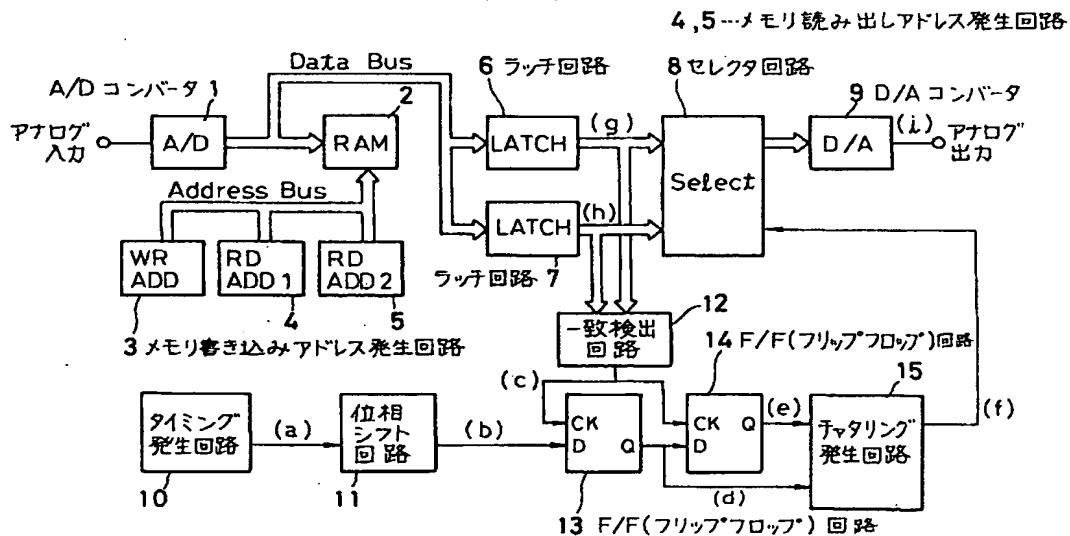 4,5…メモリ読み出しアドレス発生回路
Data Bus
6 ラッチ回路
8 セレクタ回路
A/D コンバータ 1
2
9 D/A コンバータ
アナログ
入力
A/D
RAM
LATCH
(g)
Select
D/A
(i)
アナログ
出力
Address Bus
LATCH
(h)
WR
ADD
RD
ADD 1
RD
ADD 2
ラッチ回路 7
4
5
12
3 メモリ書き込みアドレス発生回路
一致検出
回路
14 F/F(フリップフロップ)回路
15
(c)
タイミング
発生回路
(a)
位相
シフト
回路
(b)
CK
D Q
CK Q
D
(e)
チャタリング
発生回路
(f)
10
11
(d)
13 F/F(フリップフロップ) 回路